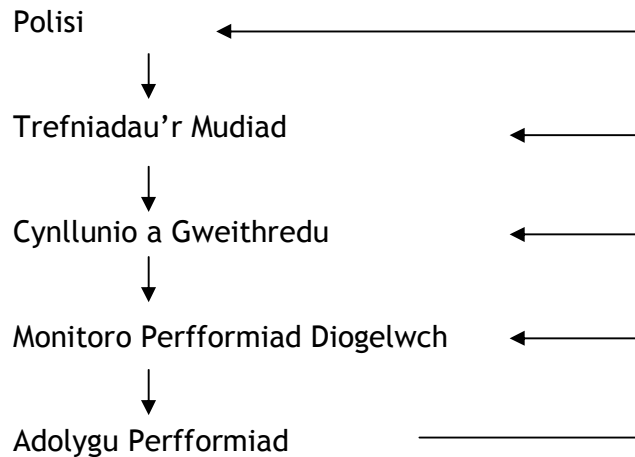 Polisi
Trefniadau’r Mudiad
Cynllunio a Gweithredu
Monitoro Perfformiad Diogelwch
Adolygu Perfformiad